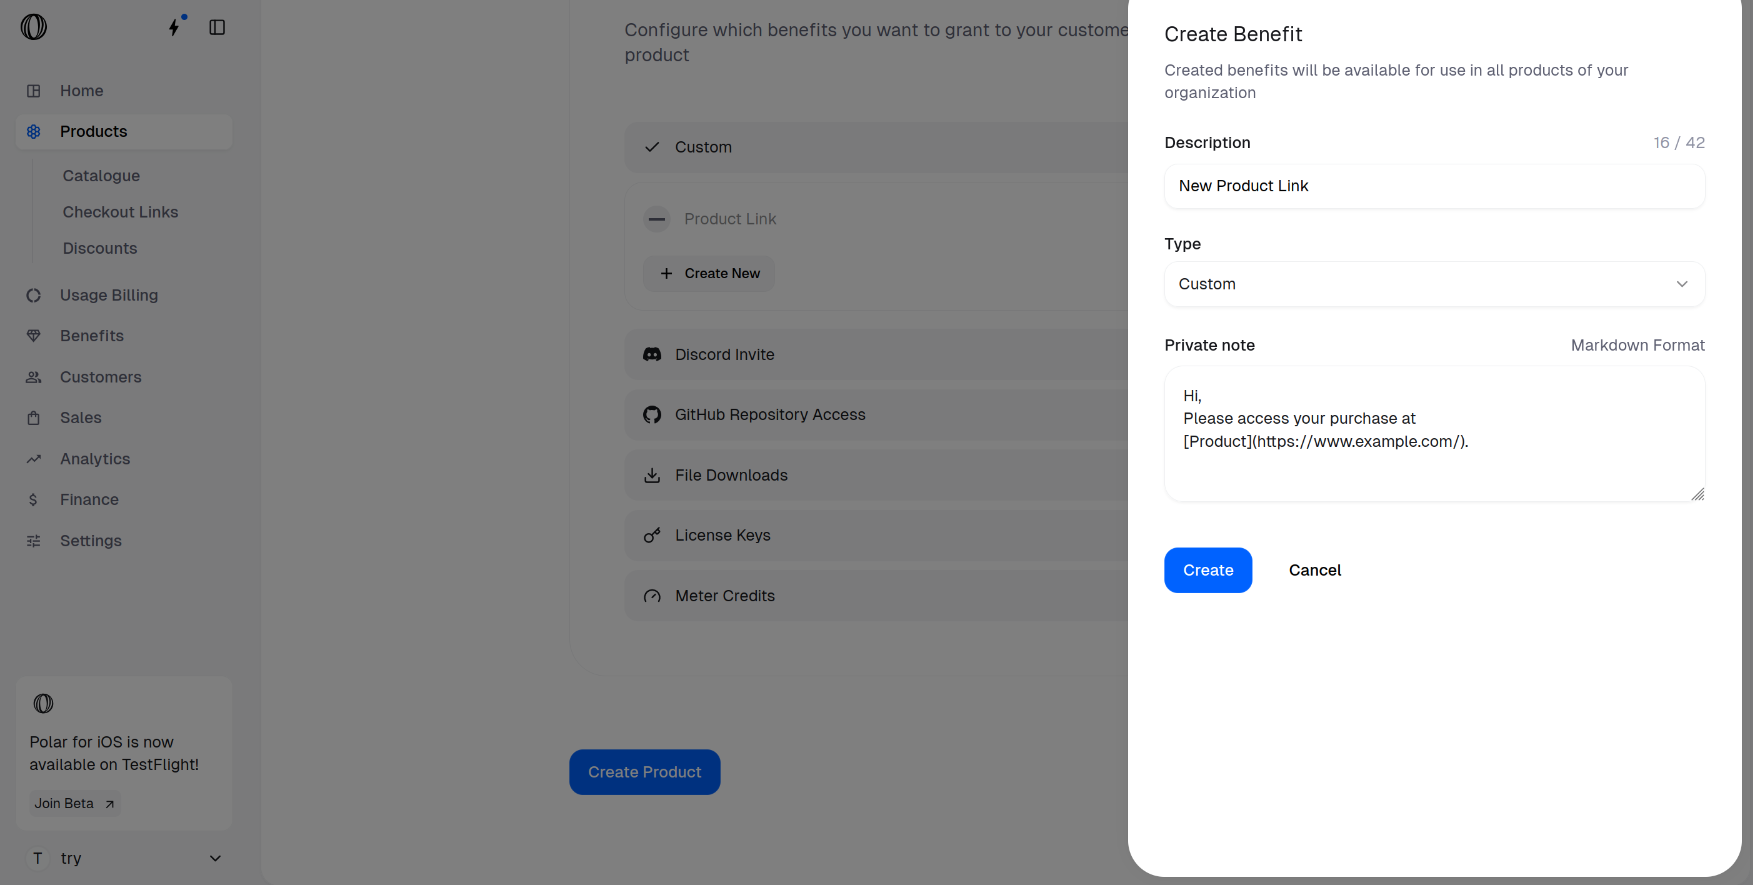 Home
Products
Catalogue
Checkout Links
Discounts
Usage Billing
Benefits
Customers
Sales
Analytics
Finance
Settings
Polar for iOS is now
available on TestFlight!
Join Beta
T try
Configure which benefits you want to grant to your custome
product
Custom
Product Link
Create New
Discord Invite
GitHub Repository Access
File Downloads
License Keys
Meter Credits
Create Product
Create Benefit
Created benefits will be available for use in all products of your
organization
Description 16 / 42
New Product Link
Type
Custom
Private note Markdown Format
Hi,
Please access your purchase at
[Product](https://www.example.com/).
Create Cancel